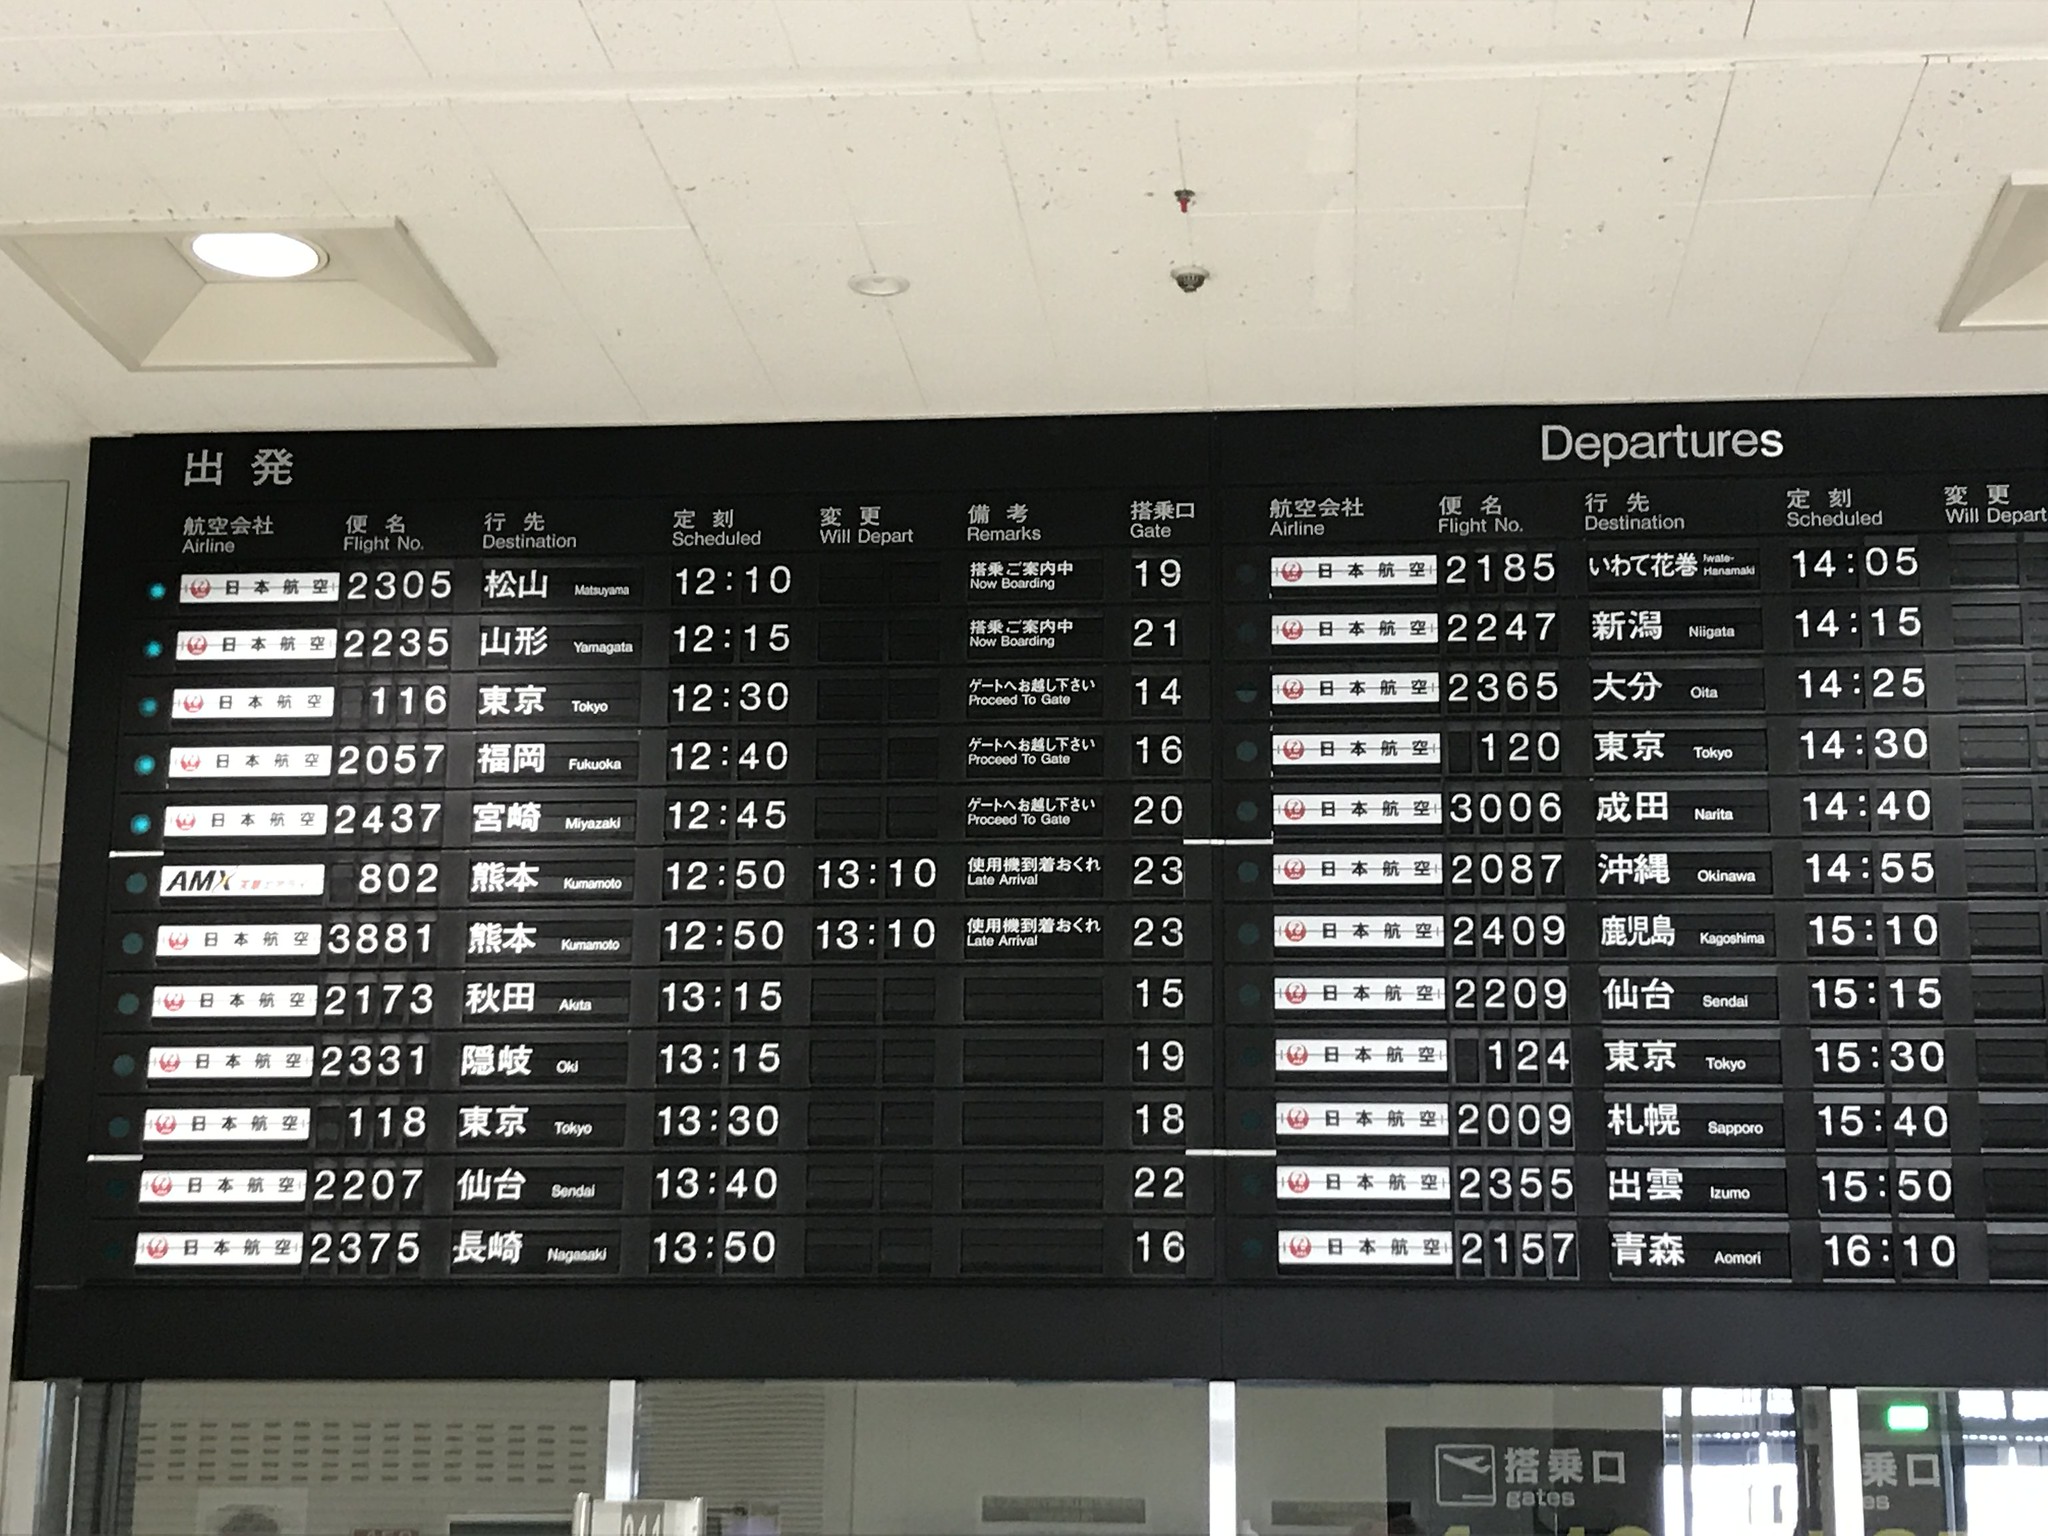 出発
航空会社 便名 行先 定刻 変更 備考 搭乗口
Airline Flight No. Destination Scheduled Will Depart Remarks Gate
日本航空 2305 松山 Matsuyama 12:10 搭乗ご案内中 Now Boarding 19
日本航空 2235 山形 Yamagata 12:15 搭乗ご案内中 Now Boarding 21
日本航空 116 東京 Tokyo 12:30 ゲートへお越し下さい Proceed To Gate 14
日本航空 2057 福岡 Fukuoka 12:40 ゲートへお越し下さい Proceed To Gate 16
日本航空 2437 宮崎 Miyazaki 12:45 ゲートへお越し下さい Proceed To Gate 20
AMX 802 熊本 Kumamoto 12:50 13:10 使用機到着おくれ Late Arrival 23
日本航空 3881 熊本 Kumamoto 12:50 13:10 使用機到着おくれ Late Arrival 23
日本航空 2173 秋田 Akita 13:15 15
日本航空 2331 隠岐 Oki 13:15 19
日本航空 118 東京 Tokyo 13:30 18
日本航空 2207 仙台 Sendai 13:40 22
日本航空 2375 長崎 Nagasaki 13:50 16
Departures
航空会社 便名 行先 定刻 変更
Airline Flight No. Destination Scheduled Will Depart
日本航空 2185 いわて花巻 Iwate-Hanamaki 14:05
日本航空 2247 新潟 Niigata 14:15
日本航空 2365 大分 Oita 14:25
日本航空 120 東京 Tokyo 14:30
日本航空 3006 成田 Narita 14:40
日本航空 2087 沖縄 Okinawa 14:55
日本航空 2409 鹿児島 Kagoshima 15:10
日本航空 2209 仙台 Sendai 15:15
日本航空 124 東京 Tokyo 15:30
日本航空 2009 札幌 Sapporo 15:40
日本航空 2355 出雲 Izumo 15:50
日本航空 2157 青森 Aomori 16:10
搭乗口
gates